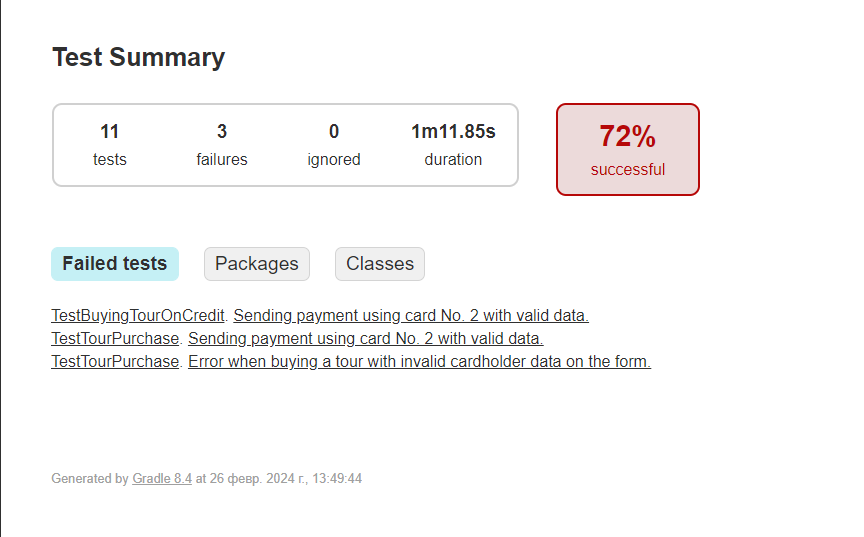 Test Summary
11 3 0 1m11.85s
tests failures ignored duration
72%
successful
Failed tests Packages Classes
TestBuyingTourOnCredit. Sending payment using card No. 2 with valid data.
TestTourPurchase. Sending payment using card No. 2 with valid data.
TestTourPurchase. Error when buying a tour with invalid cardholder data on the form.
Generated by Gradle 8.4 at 26 февр. 2024 г., 13:49:44